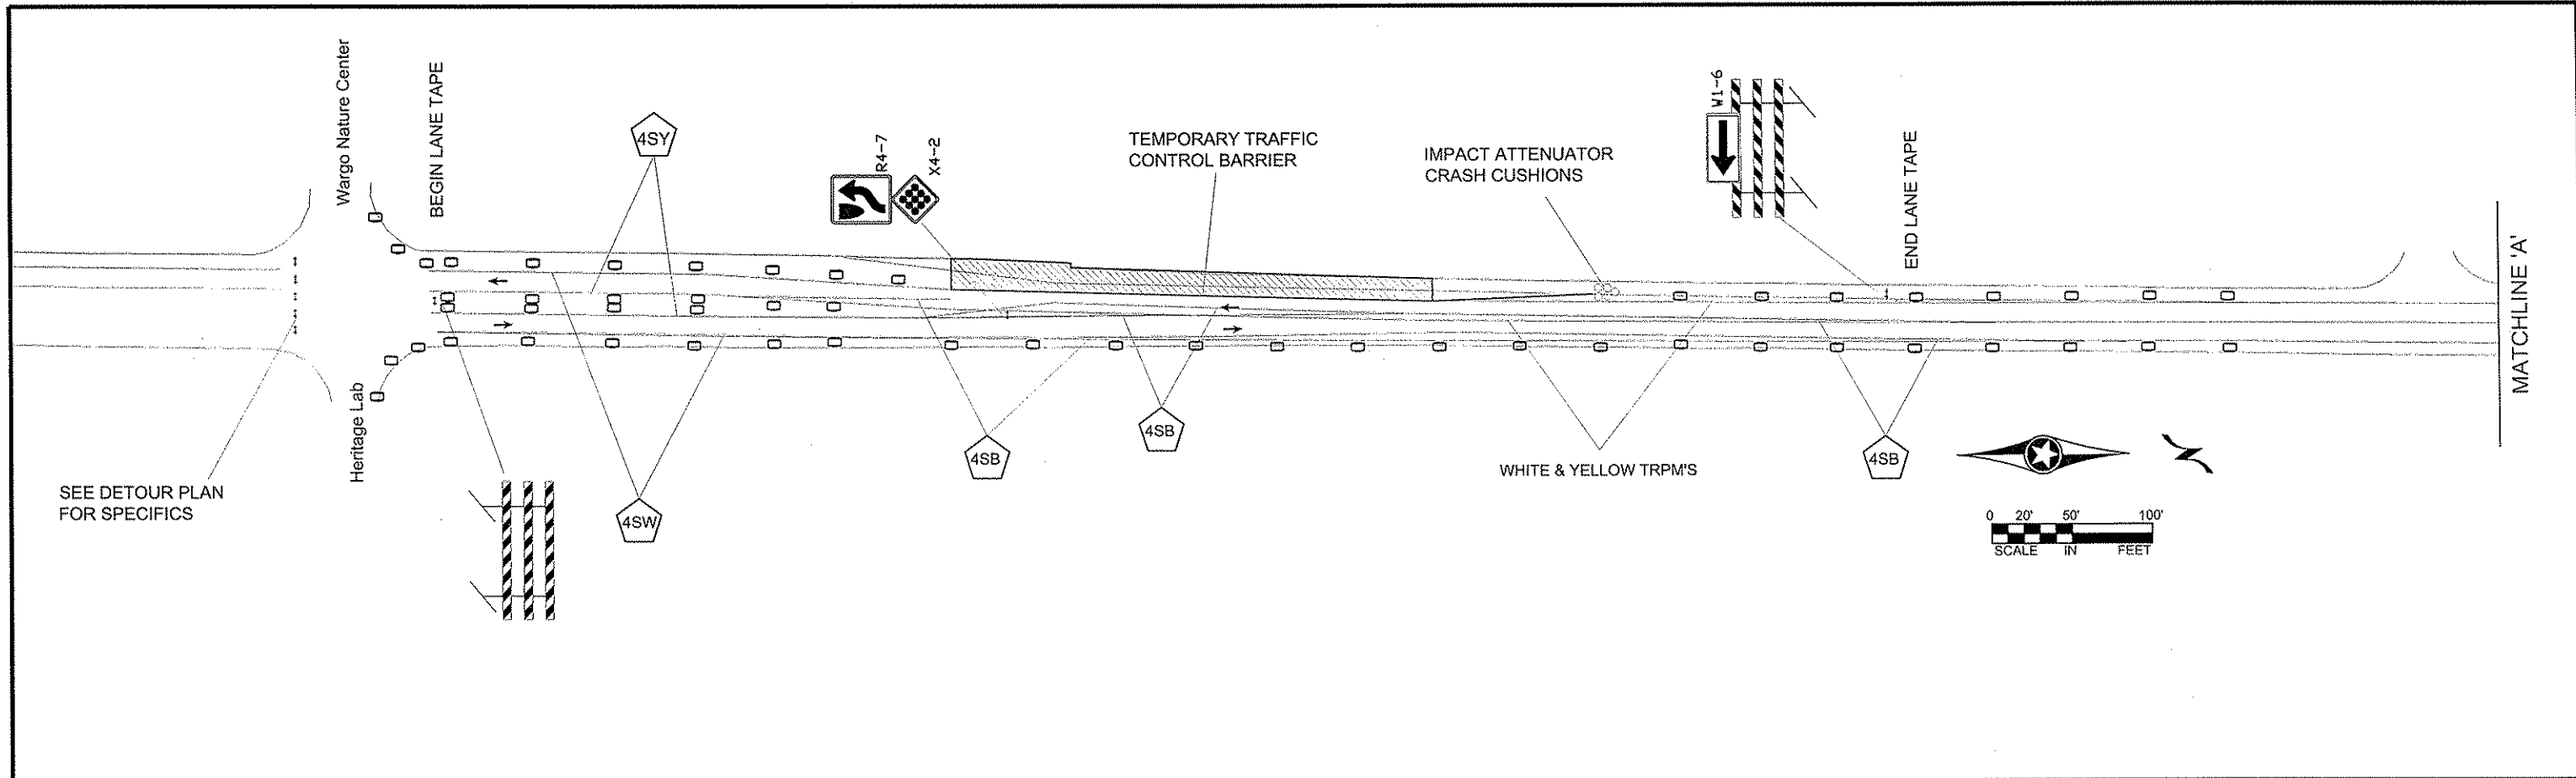 Wargo Nature Center
BEGIN LANE TAPE
4SY
R4-7
X4-2
TEMPORARY TRAFFIC
CONTROL BARRIER
IMPACT ATTENUATOR
CRASH CUSHIONS
W1-6
END LANE TAPE
MATCHLINE 'A'
Heritage Lab
SEE DETOUR PLAN
FOR SPECIFICS
4SW
4SB
4SB
WHITE & YELLOW TRPM'S
4SB
0 20' 50' 100'
SCALE IN FEET